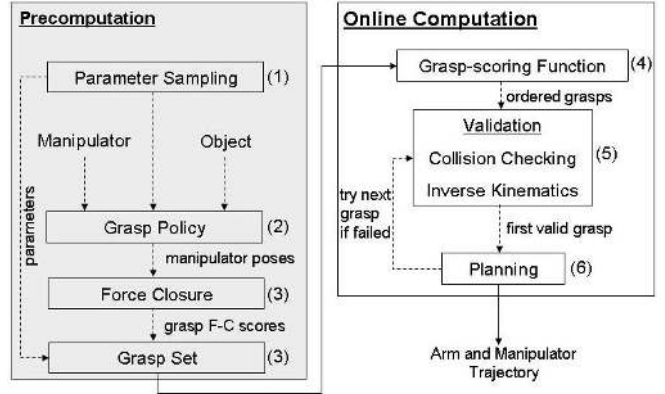 Precomputation
Parameter Sampling (1)
Manipulator
Object
parameters
Grasp Policy (2)
manipulator poses
Force Closure (3)
grasp F-C scores
Grasp Set (3)
Online Computation
Grasp-scoring Function (4)
ordered grasps
Validation
Collision Checking
Inverse Kinematics
(5)
try next
grasp
if failed
first valid grasp
Planning (6)
Arm and Manipulator
Trajectory